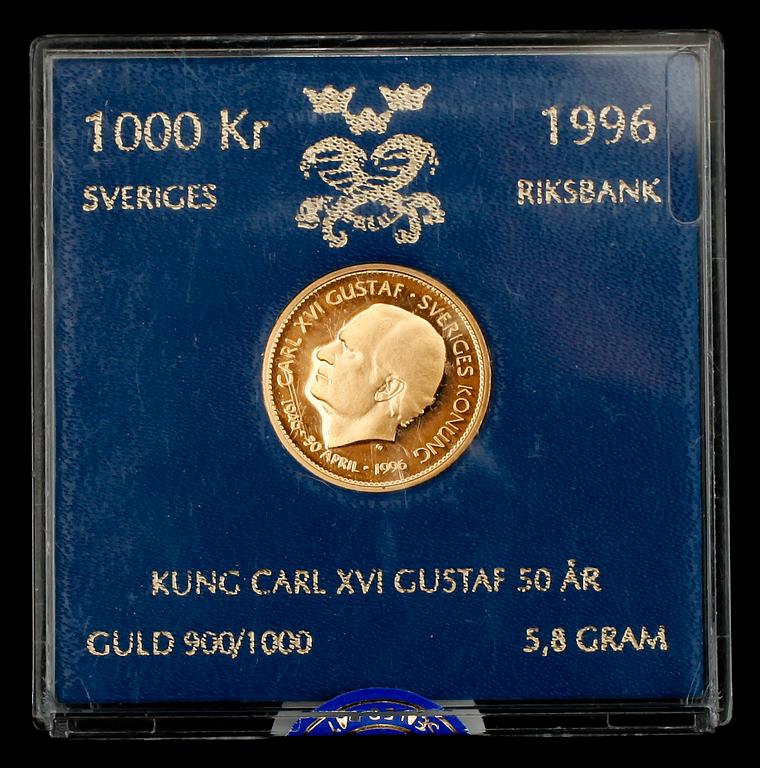 1000 Kr 1996
SVERIGES RIKSBANK
CARL XVI GUSTAF · SVERIGES KONUNG
1946 - 30 APRIL · 1996
KUNG CARL XVI GUSTAF 50 ÅR
GULD 900/1000 5,8 GRAM